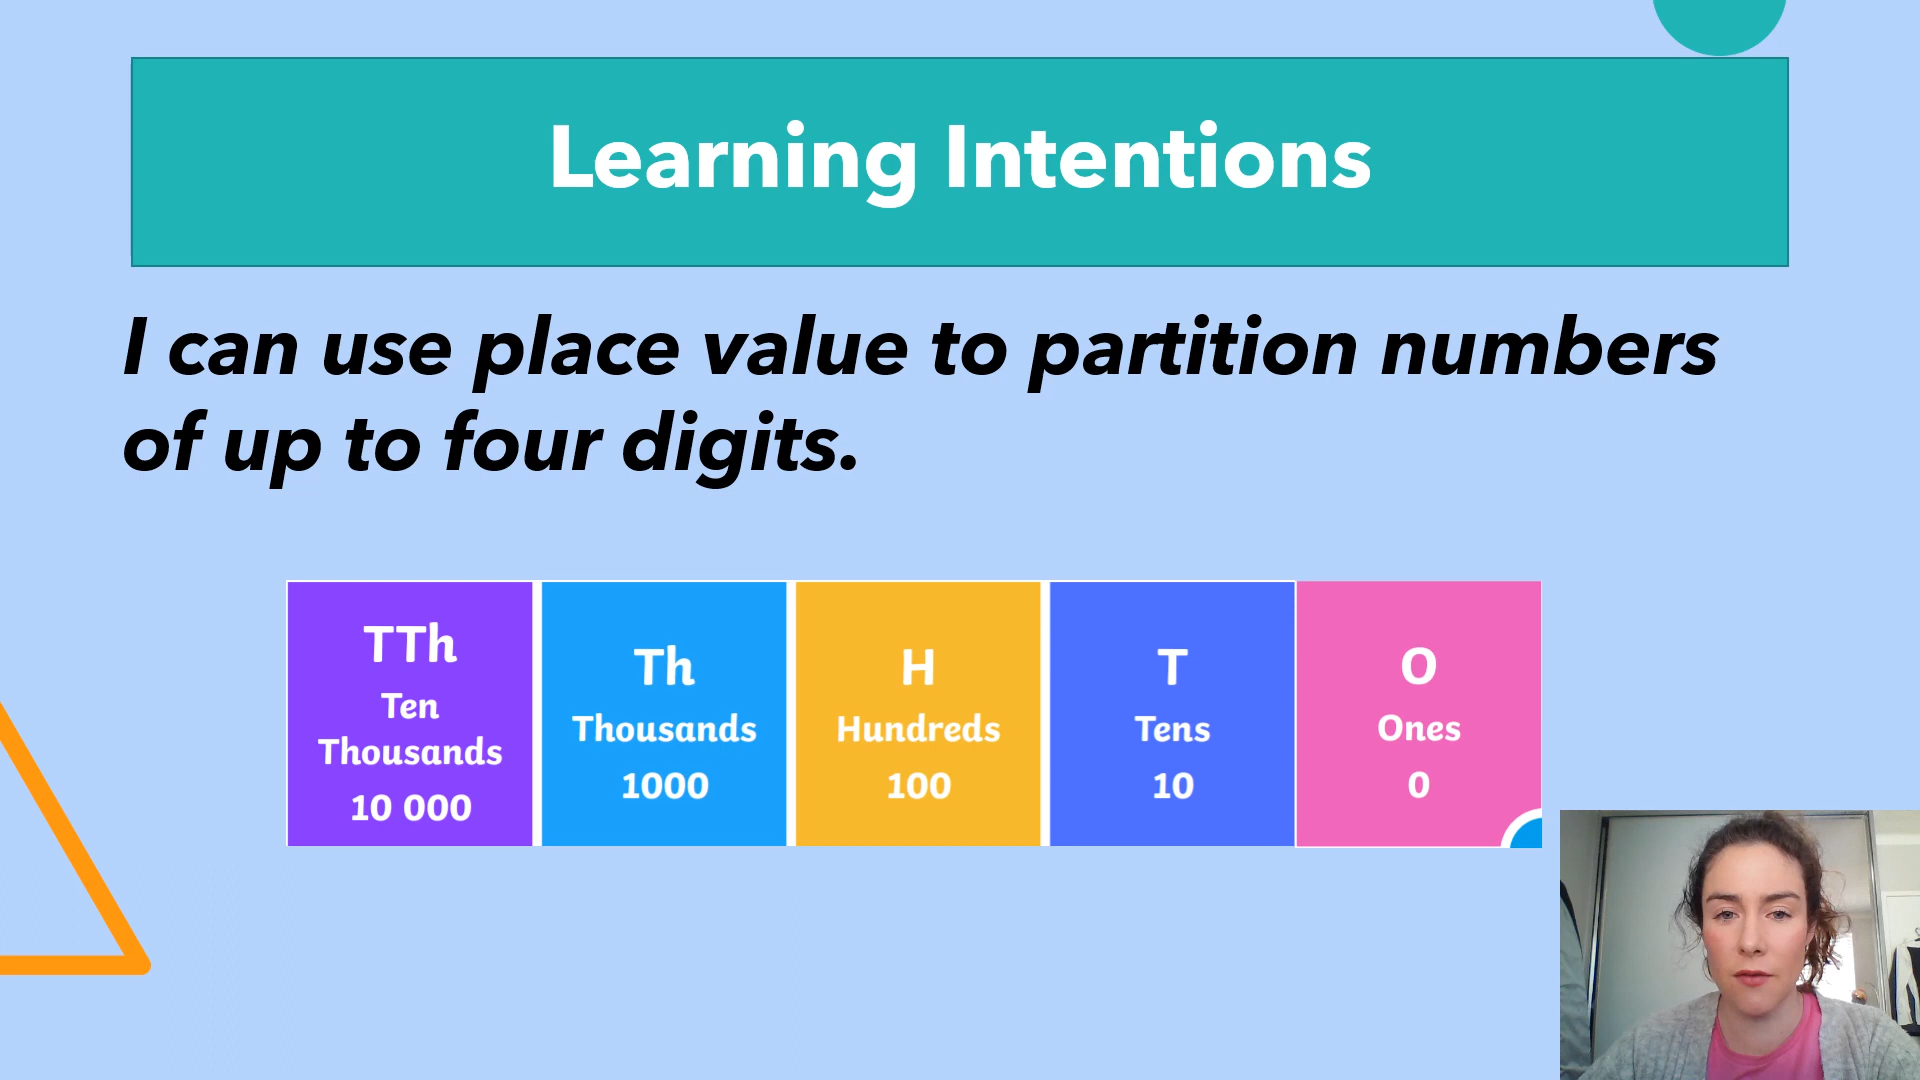 Learning Intentions
I can use place value to partition numbers
of up to four digits.
TTh
Ten
Thousands
10 000
Th
Thousands
1000
H
Hundreds
100
T
Tens
10
O
Ones
0